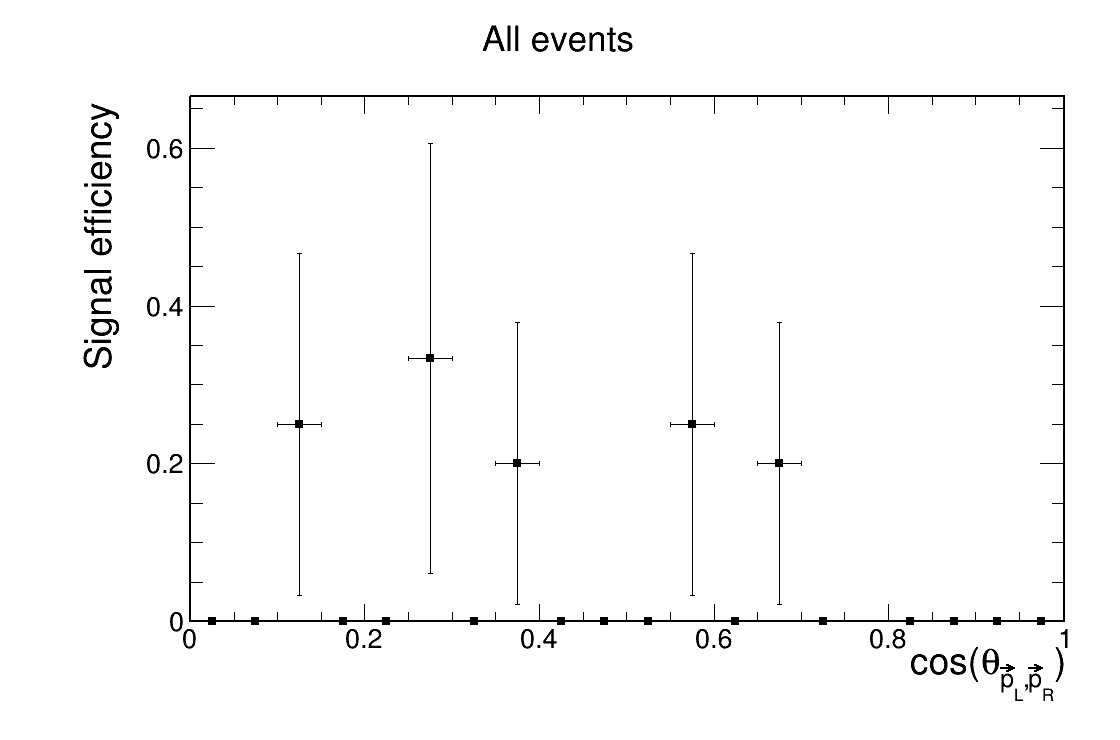 All events
Signal efficiency
0.6
0.4
0.2
0
0 0.2 0.4 0.6 0.8 1
cos(θ p⃗L,p⃗R)